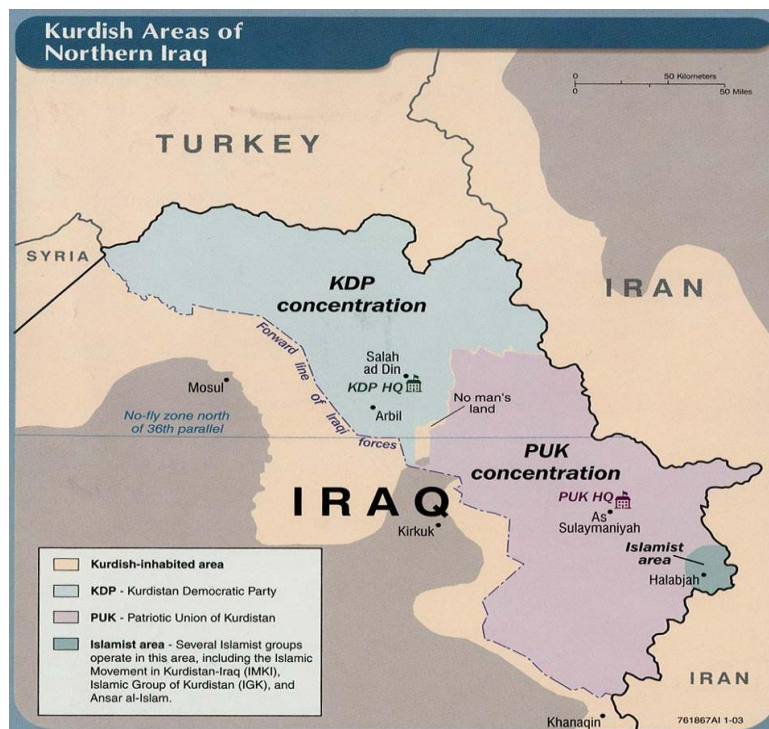 Kurdish Areas of
Northern Iraq
0 50 Kilometers
0 50 Miles
TURKEY
SYRIA
IRAN
KDP
concentration
Forward line of Iraqi forces
Salah
ad Din
KDP HQ
Mosul
Arbil
No man's
land
No-fly zone north
of 36th parallel
PUK
concentration
IRAQ
PUK HQ
As
Sulaymaniyah
Kirkuk
Islamist
area
Halabjah
Kurdish-inhabited area
KDP - Kurdistan Democratic Party
PUK - Patriotic Union of Kurdistan
Islamist area - Several Islamist groups
operate in this area, including the Islamic
Movement in Kurdistan-Iraq (IMKI),
Islamic Group of Kurdistan (IGK), and
Ansar al-Islam.
IRAN
Khanaqin
761867AI 1-03